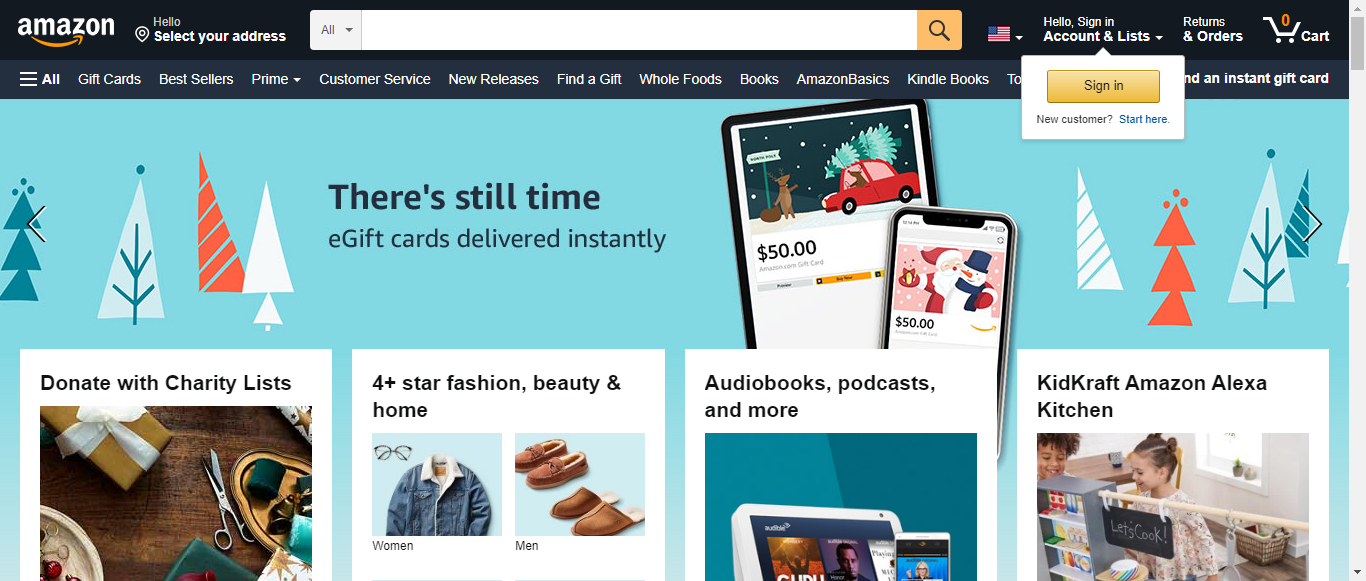 amazon
Hello
Select your address
All
Hello, Sign in
Account & Lists
Returns
& Orders
0
Cart
All
Gift Cards
Best Sellers
Prime
Customer Service
New Releases
Find a Gift
Whole Foods
Books
AmazonBasics
Kindle Books
To
nd an instant gift card
Sign in
New customer? Start here.
There's still time
eGift cards delivered instantly
NORTH POLE
$50.00
Amazon.com Gift Card
Preview
Buy Now
$50.00
Donate with Charity Lists
4+ star fashion, beauty &
home
Women
Men
Audiobooks, podcasts,
and more
audible
GURU
KidKraft Amazon Alexa
Kitchen
Let's Cook!